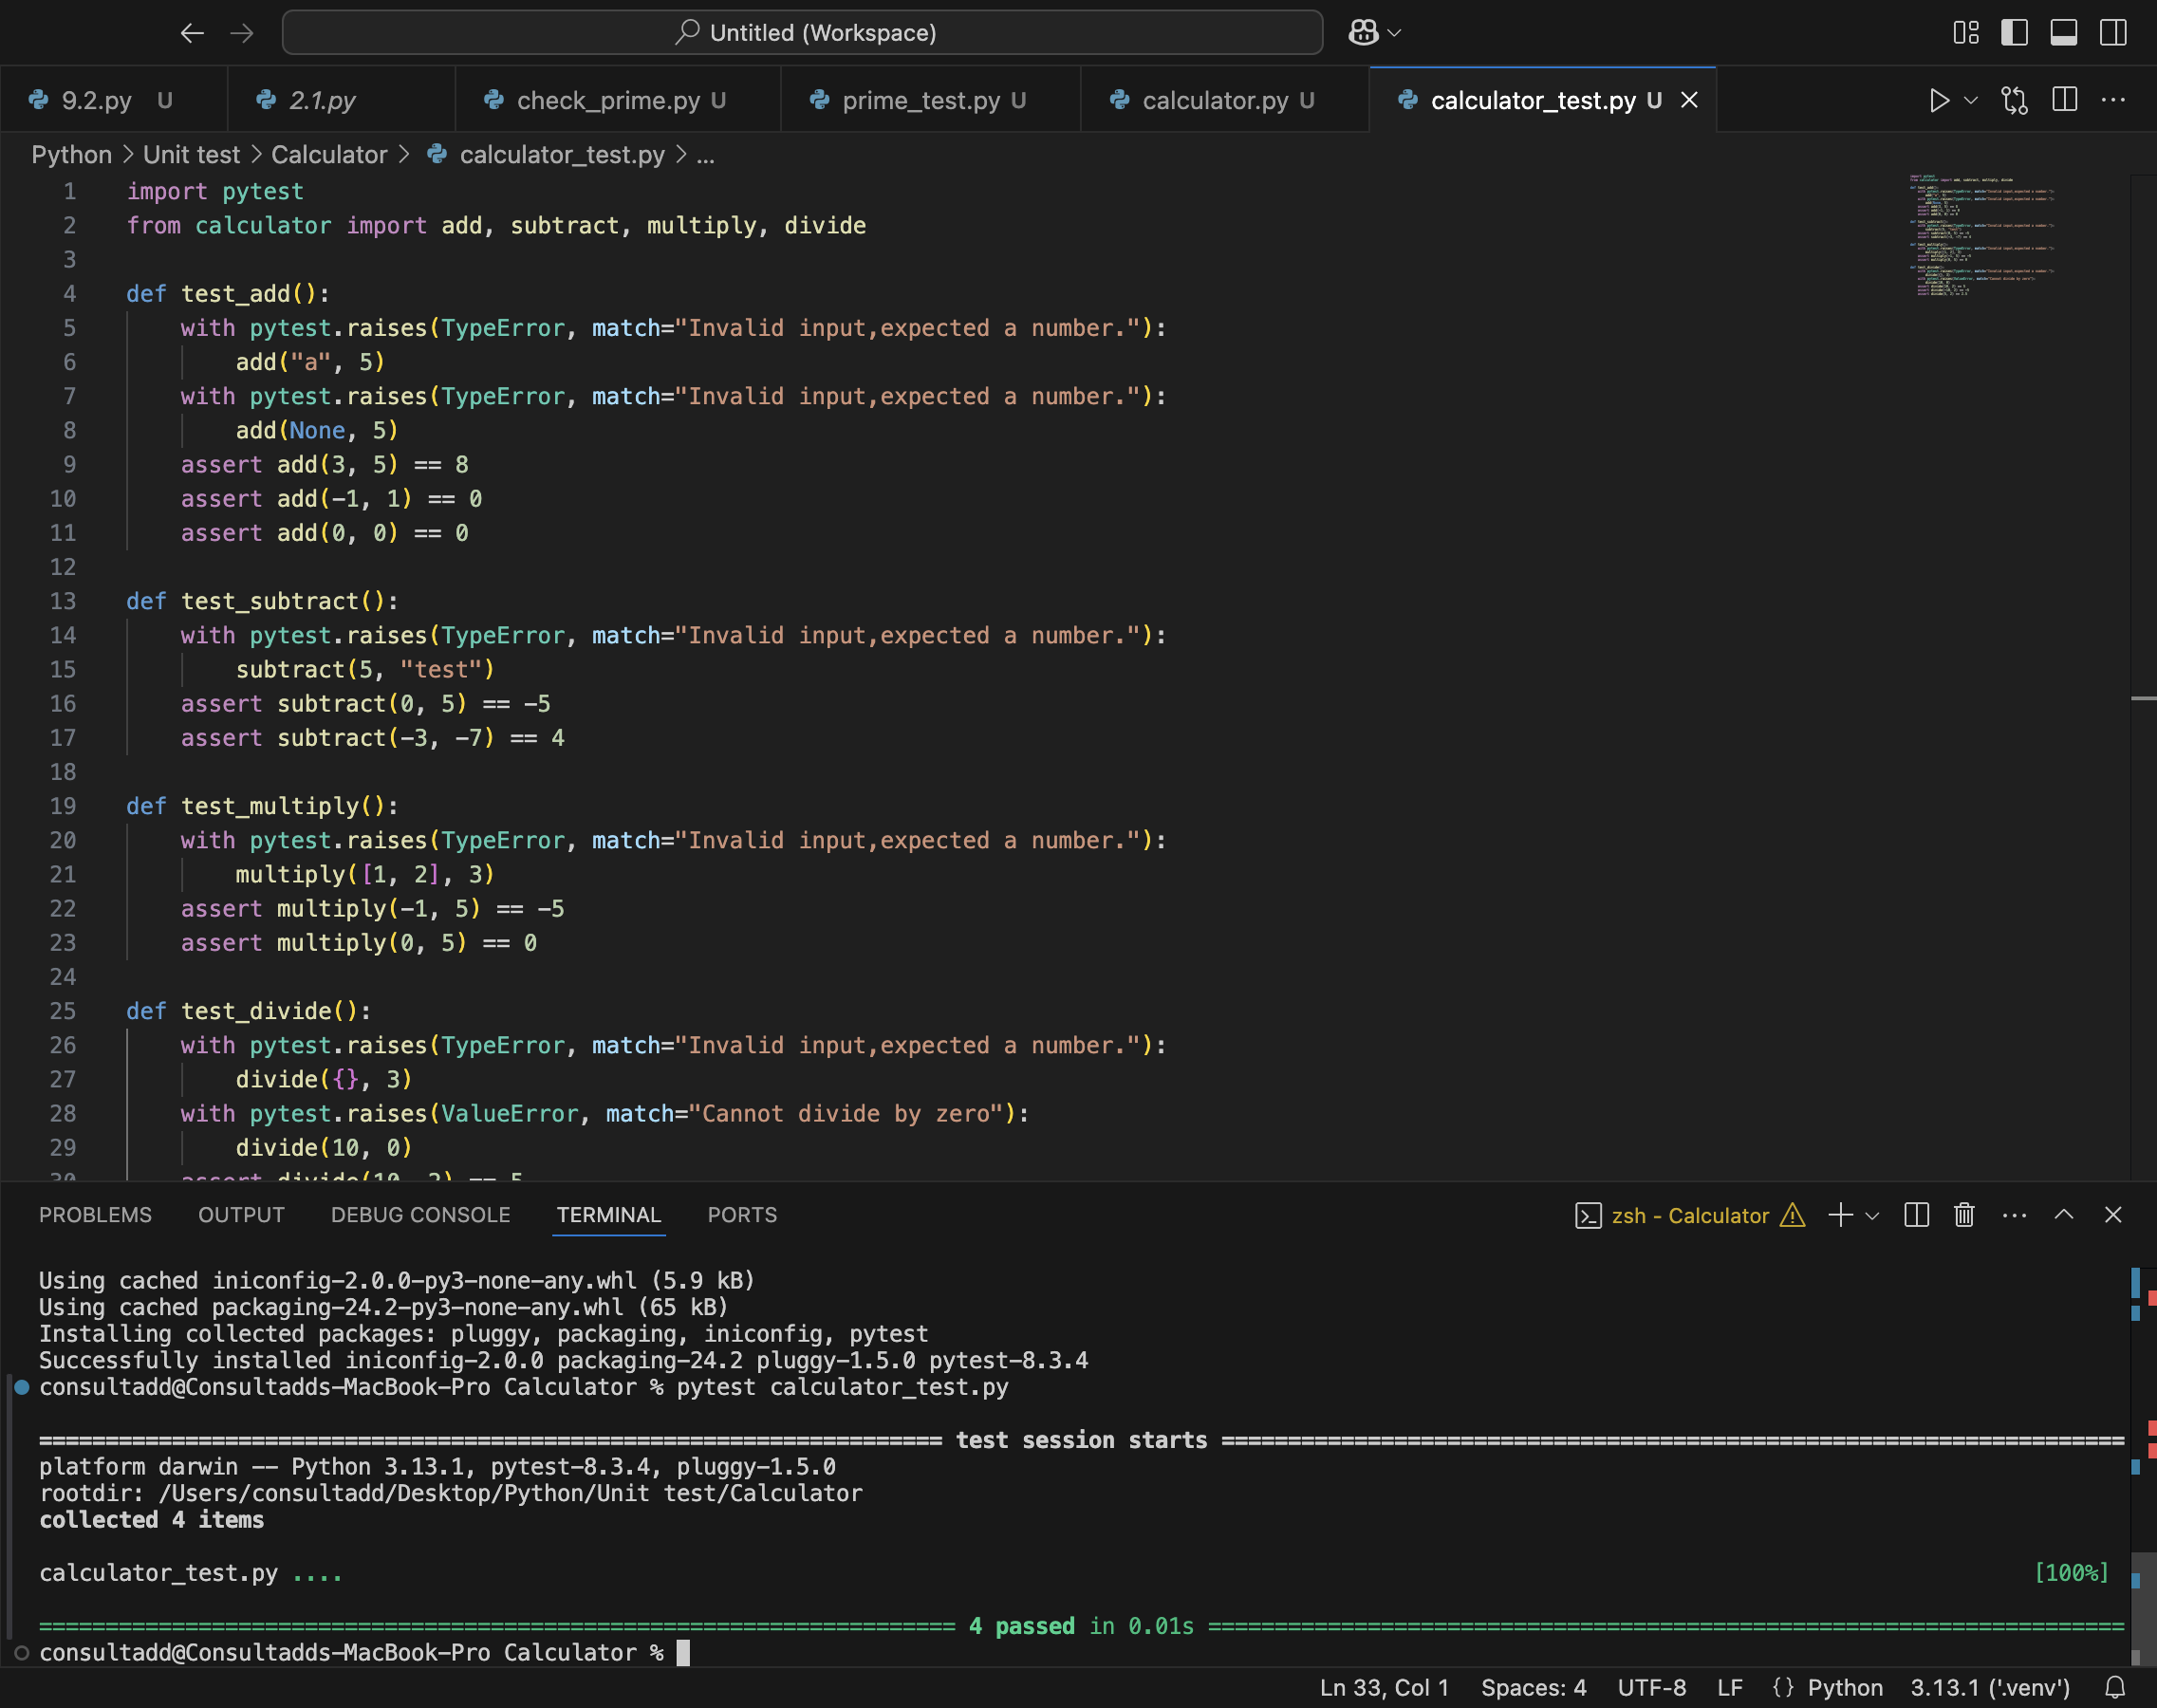 Untitled (Workspace)
9.2.py U
2.1.py
check_prime.py U
prime_test.py U
calculator.py U
calculator_test.py U
Python > Unit test > Calculator > calculator_test.py > ...
1 import pytest
2 from calculator import add, subtract, multiply, divide
3
4 def test_add():
5     with pytest.raises(TypeError, match="Invalid input,expected a number."):
6         add("a", 5)
7     with pytest.raises(TypeError, match="Invalid input,expected a number."):
8         add(None, 5)
9     assert add(3, 5) == 8
10     assert add(-1, 1) == 0
11     assert add(0, 0) == 0
12
13 def test_subtract():
14     with pytest.raises(TypeError, match="Invalid input,expected a number."):
15         subtract(5, "test")
16     assert subtract(0, 5) == -5
17     assert subtract(-3, -7) == 4
18
19 def test_multiply():
20     with pytest.raises(TypeError, match="Invalid input,expected a number."):
21         multiply([1, 2], 3)
22     assert multiply(-1, 5) == -5
23     assert multiply(0, 5) == 0
24
25 def test_divide():
26     with pytest.raises(TypeError, match="Invalid input,expected a number."):
27         divide({}, 3)
28     with pytest.raises(ValueError, match="Cannot divide by zero"):
29         divide(10, 0)
30     assert divide(10, 2) == 5
PROBLEMS OUTPUT DEBUG CONSOLE TERMINAL PORTS
zsh - Calculator
Using cached iniconfig-2.0.0-py3-none-any.whl (5.9 kB)
Using cached packaging-24.2-py3-none-any.whl (65 kB)
Installing collected packages: pluggy, packaging, iniconfig, pytest
Successfully installed iniconfig-2.0.0 packaging-24.2 pluggy-1.5.0 pytest-8.3.4
consultadd@Consultadds-MacBook-Pro Calculator % pytest calculator_test.py
==================== test session starts ====================
platform darwin -- Python 3.13.1, pytest-8.3.4, pluggy-1.5.0
rootdir: /Users/consultadd/Desktop/Python/Unit test/Calculator
collected 4 items
calculator_test.py .... [100%]
==================== 4 passed in 0.01s ====================
consultadd@Consultadds-MacBook-Pro Calculator %
Ln 33, Col 1 Spaces: 4 UTF-8 LF {} Python 3.13.1 ('.venv')